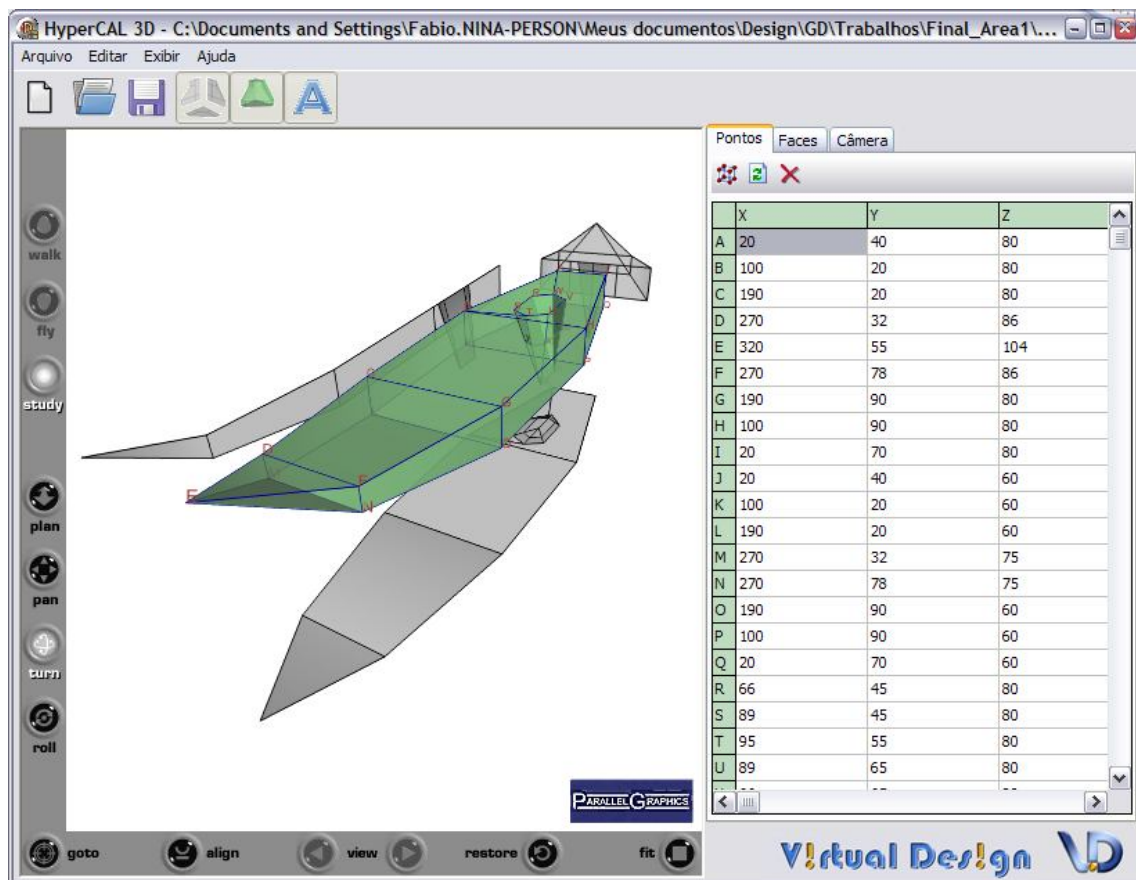 HyperCAL 3D - C:\Documents and Settings\Fabio.NINA-PERSON\Meus documentos\Design\GD\Trabalhos\Final_Area1\...
Arquivo Editar Exibir Ajuda
A
Pontos Faces Câmera
X Y Z
A 20 40 80
B 100 20 80
C 190 20 80
D 270 32 86
E 320 55 104
F 270 78 86
G 190 90 80
H 100 90 80
I 20 70 80
J 20 40 60
K 100 20 60
L 190 20 60
M 270 32 75
N 270 78 75
O 190 90 60
P 100 90 60
Q 20 70 60
R 66 45 80
S 89 45 80
T 95 55 80
U 89 65 80
walk
fly
study
plan
pan
turn
roll
D
E
F
G
P
PARALLELGRAPHICS
goto align view restore fit
V!rtual Des!gn VD